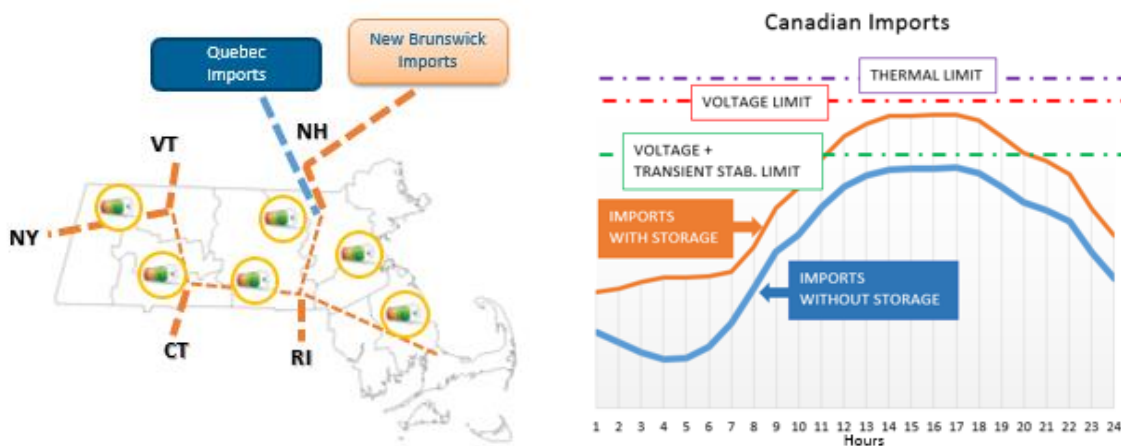 Quebec
Imports
New Brunswick
Imports
NH
VT
NY
CT
RI
Canadian Imports
THERMAL LIMIT
VOLTAGE LIMIT
VOLTAGE +
TRANSIENT STAB. LIMIT
IMPORTS
WITH STORAGE
IMPORTS
WITHOUT STORAGE
1 2 3 4 5 6 7 8 9 10 11 12 13 14 15 16 17 18 19 20 21 22 23 24
Hours